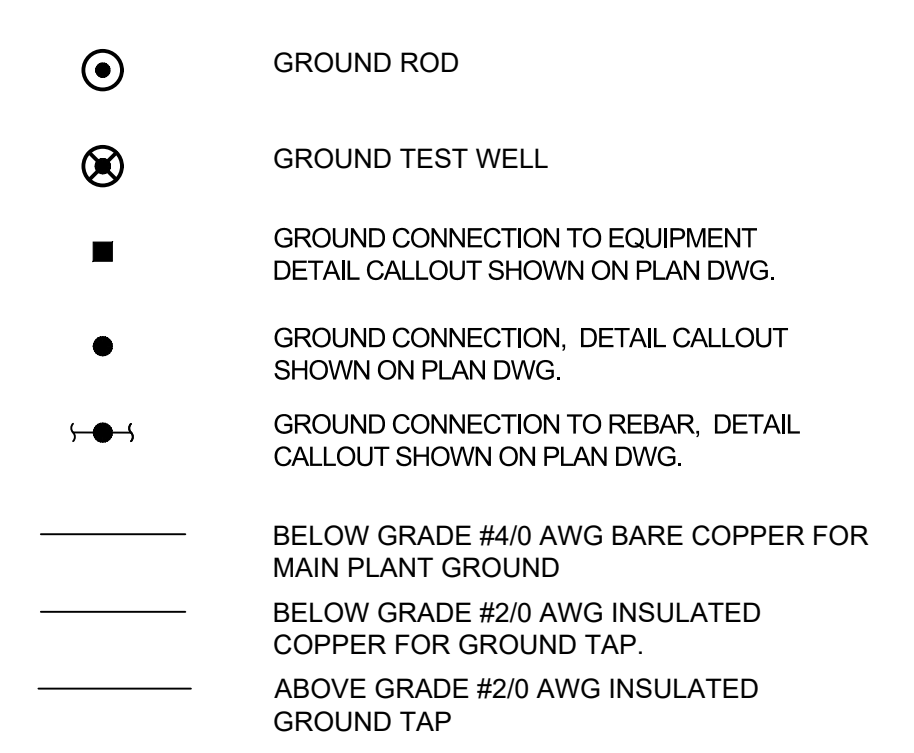 GROUND ROD
GROUND TEST WELL
GROUND CONNECTION TO EQUIPMENT
DETAIL CALLOUT SHOWN ON PLAN DWG.
GROUND CONNECTION, DETAIL CALLOUT
SHOWN ON PLAN DWG.
GROUND CONNECTION TO REBAR, DETAIL
CALLOUT SHOWN ON PLAN DWG.
BELOW GRADE #4/0 AWG BARE COPPER FOR
MAIN PLANT GROUND
BELOW GRADE #2/0 AWG INSULATED
COPPER FOR GROUND TAP.
ABOVE GRADE #2/0 AWG INSULATED
GROUND TAP